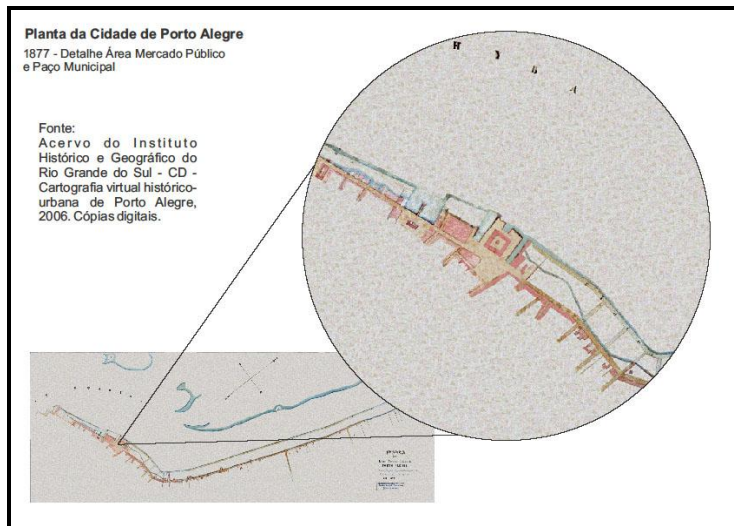 Planta da Cidade de Porto Alegre
1877 - Detalhe Área Mercado Público
e Paço Municipal
Fonte:
Acervo do Instituto
Histórico e Geográfico do
Rio Grande do Sul - CD -
Cartografia virtual histórico-
urbana de Porto Alegre,
2006. Cópias digitais.
H Y B A